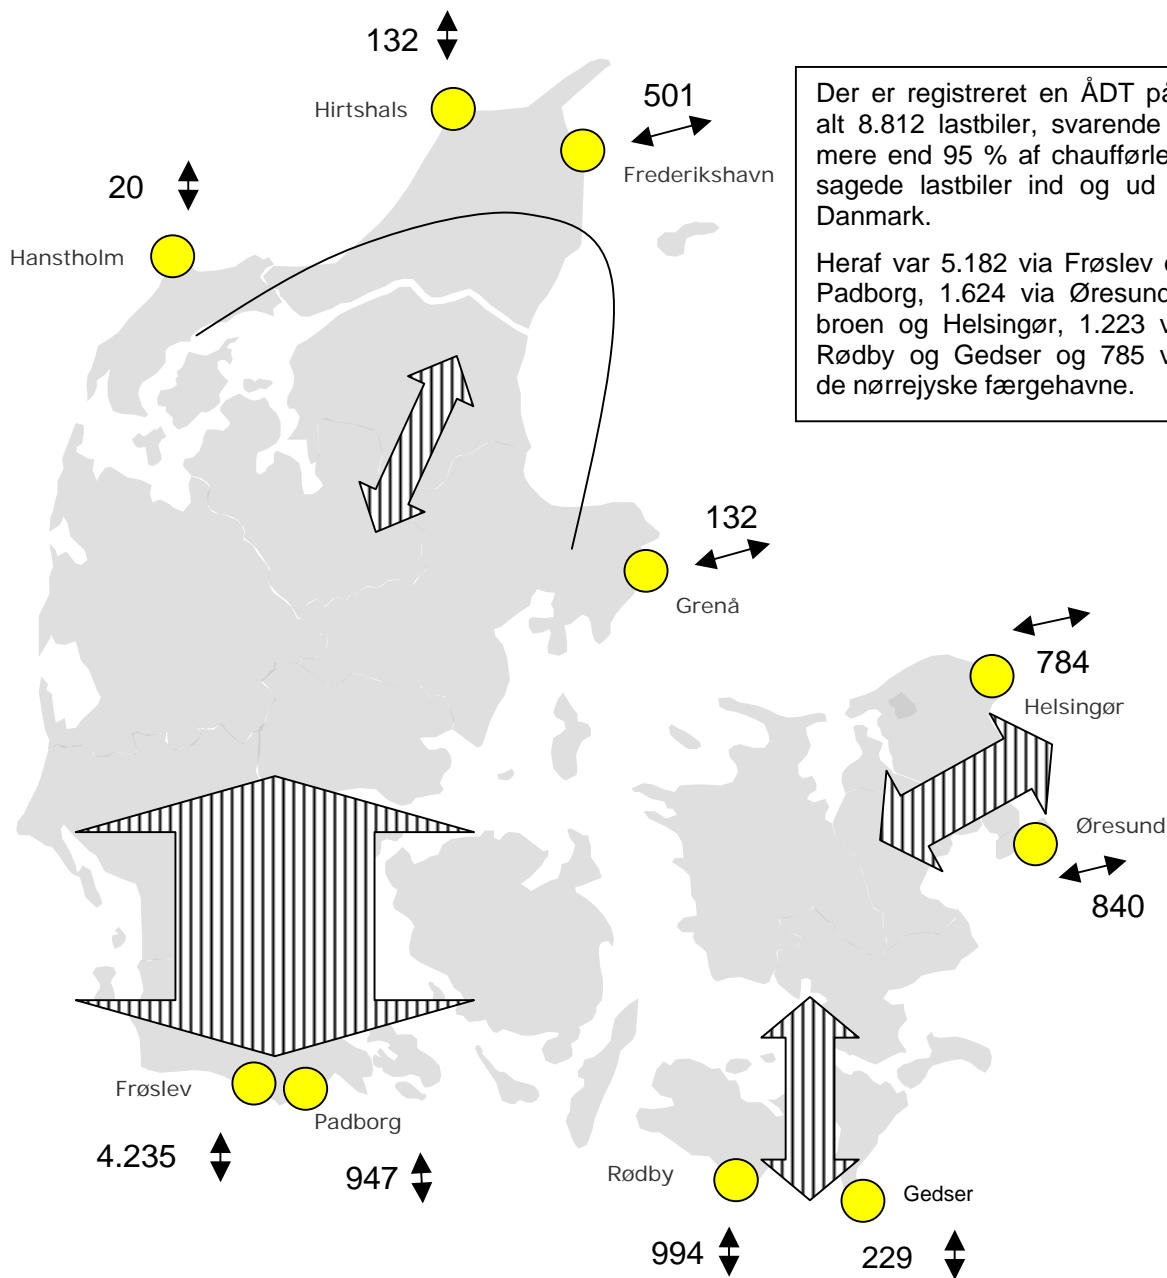 132
Hirtshals
501
Frederikshavn
20
Hanstholm
Der er registreret en ÅDT på
alt 8.812 lastbiler, svarende
mere end 95 % af chaufførle
sagede lastbiler ind og ud
Danmark.
Heraf var 5.182 via Frøslev
Padborg, 1.624 via Øresund
broen og Helsingør, 1.223 v
Rødby og Gedser og 785 v
de nørrejyske færgehavne.
132
Grenå
784
Helsingør
Øresund
840
Frøslev
Padborg
4.235
947
Rødby
Gedser
994
229